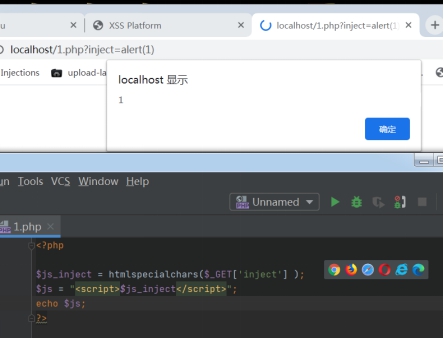 u
XSS Platform
localhost/1.php?inject=alert(1)
localhost/1.php?inject=alert(1)
Injections upload-la
localhost 显示
1
确定
un Tools VCS Window Help
Unnamed
1.php
<?php
$js_inject = htmlspecialchars($_GET['inject'] );
$js = "<script>$js_inject</script>";
echo $js;
?>